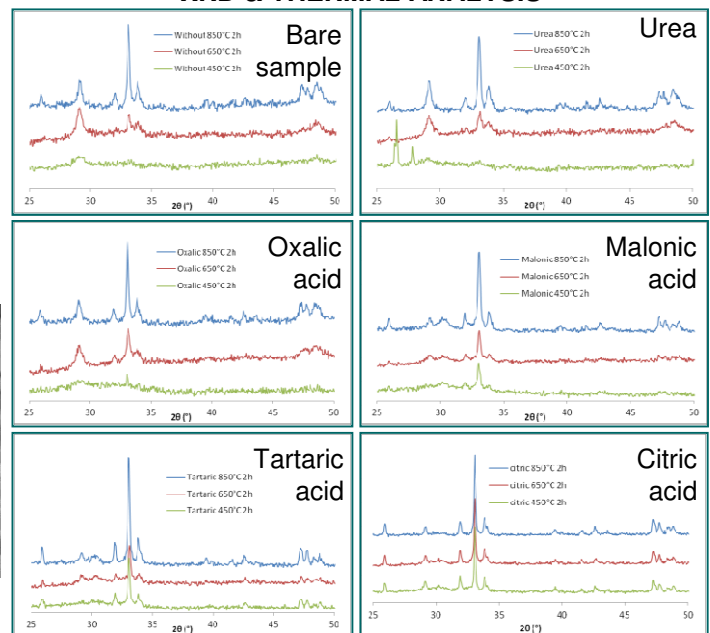 XRD & THERMAL ANALYSIS
Without 850°C 2h
Without 650°C 2h
Without 450°C 2h
Bare
sample
25 30 35 40 45 50
2θ (°)
Urea 850°C 2h
Urea 650°C 2h
Urea 450°C 2h
Urea
25 30 35 40 45 50
2θ (°)
Oxalic 850°C 2h
Oxalic 650°C 2h
Oxalic 450°C 2h
Oxalic
acid
25 30 35 40 45 50
2θ (°)
Malonic 850°C 2h
Malonic 650°C 2h
Malonic 450°C 2h
Malonic
acid
25 30 35 40 45 50
2θ (°)
Tartaric 850°C 2h
Tartaric 650°C 2h
Tartaric 450°C 2h
Tartaric
acid
25 30 35 40 45 50
2θ (°)
citric 850°C 2h
citric 650°C 2h
citric 450°C 2h
Citric
acid
25 30 35 40 45 50
2θ (°)